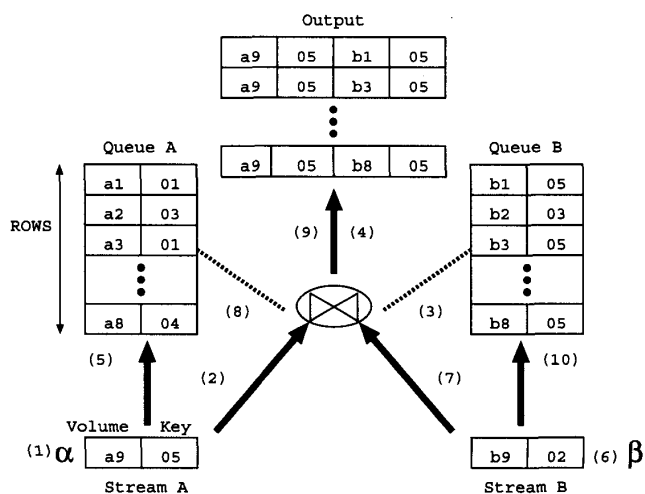 Output
a9 05 b1 05
a9 05 b3 05
a9 05 b8 05
Queue A
a1 01
a2 03
a3 01
a8 04
ROWS
Queue B
b1 05
b2 03
b3 05
b8 05
(9) (4)
(8) (3)
(5) (2) (7) (10)
Volume Key
(1) α a9 05
Stream A
b9 02 (6) β
Stream B